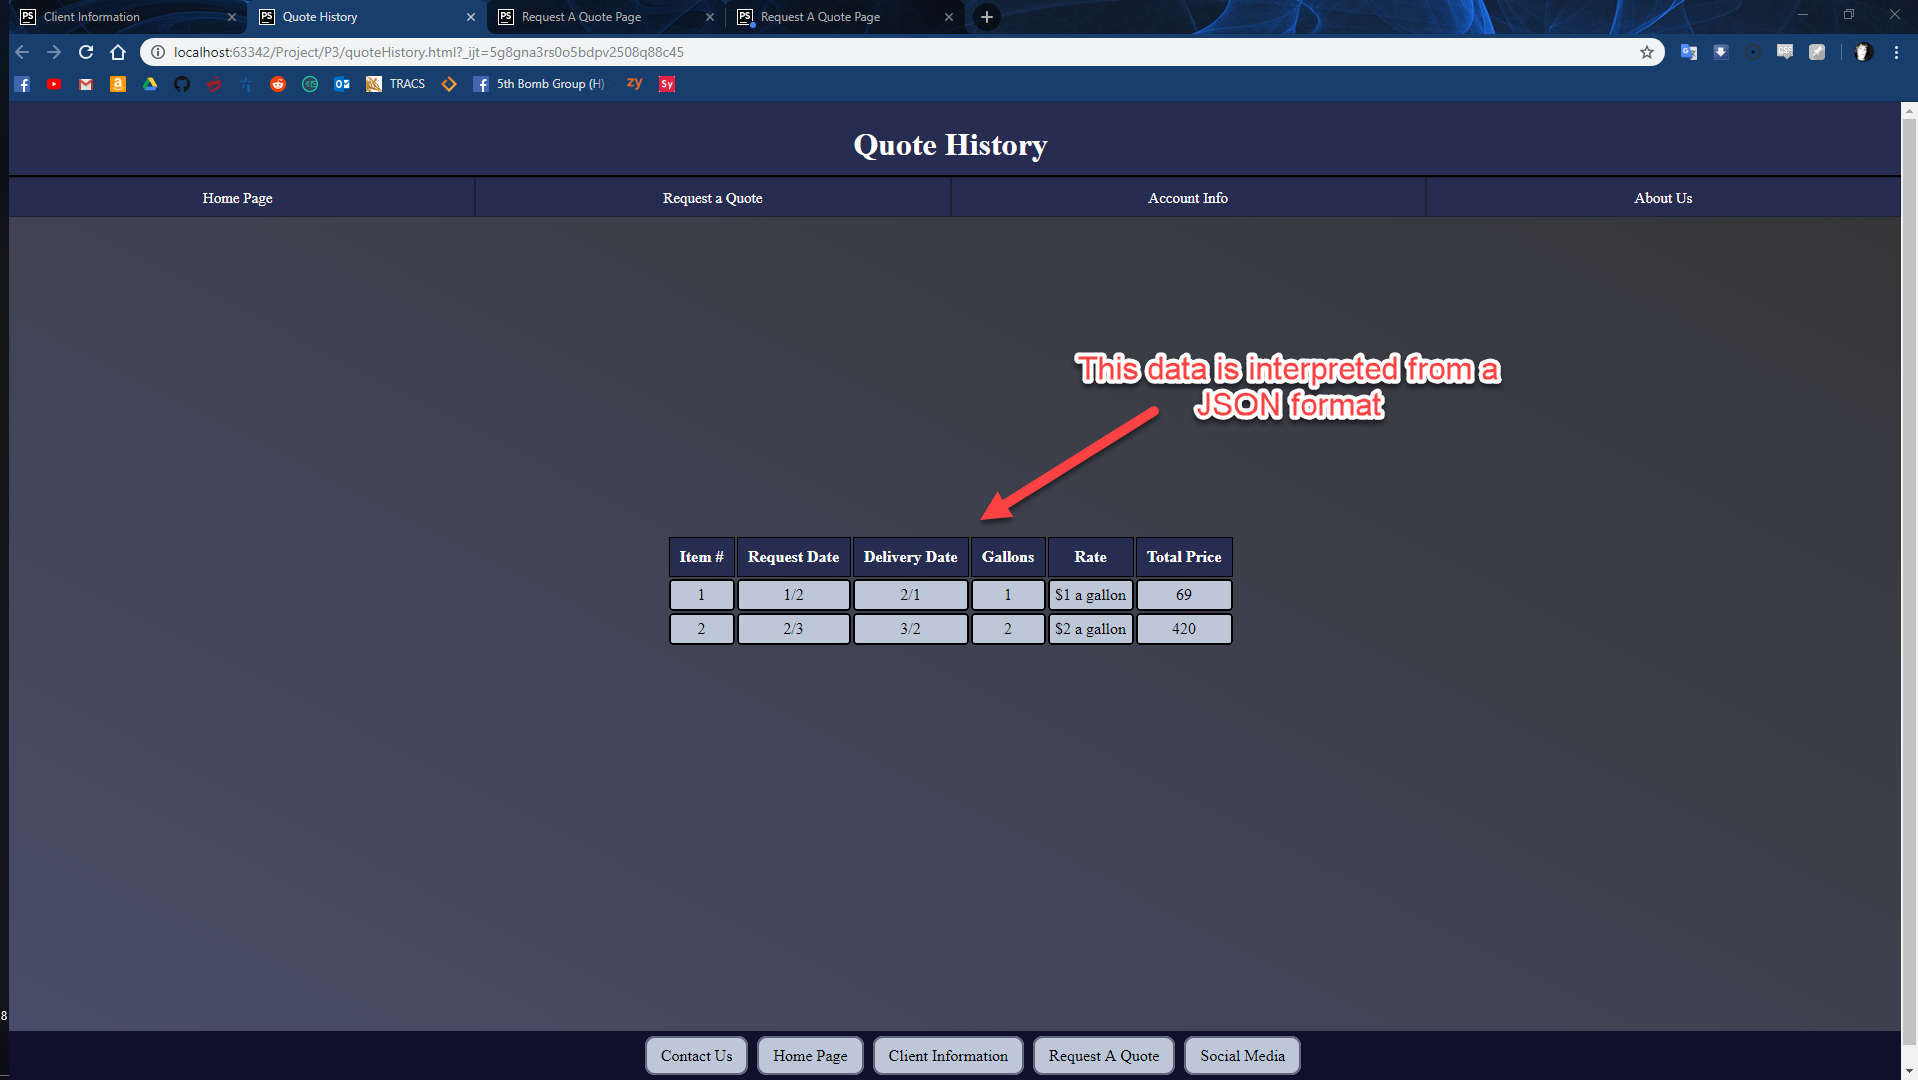 Client Information
Quote History
Request A Quote Page
Request A Quote Page
localhost:63342/Project/P3/quoteHistory.html?_ijt=5g8gna3rs0o5bdpv2508q88c45
TRACS
5th Bomb Group (H)
zy
Sy
Quote History
Home Page Request a Quote Account Info About Us
This data is interpreted from a
JSON format
Item # Request Date Delivery Date Gallons Rate Total Price
1 1/2 2/1 1 $1 a gallon 69
2 2/3 3/2 2 $2 a gallon 420
8
Contact Us Home Page Client Information Request A Quote Social Media